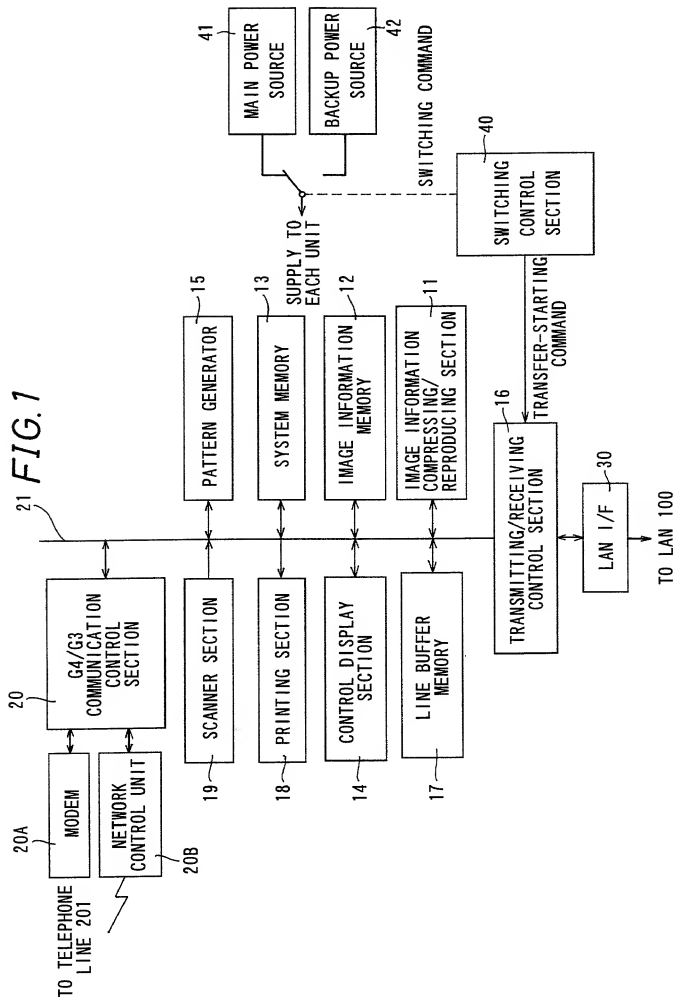 FIG. 1
21
20
G4/G3
COMMUNICATION
CONTROL
SECTION
20A
MODEM
NETWORK
CONTROL UNIT
20B
TO TELEPHONE
LINE 201
15
PATTERN GENERATOR
SCANNER SECTION
19
13
SYSTEM MEMORY
PRINTING SECTION
18
12
IMAGE INFORMATION
MEMORY
CONTROL DISPLAY
SECTION
14
11
IMAGE INFORMATION
COMPRESSING/
REPRODUCING SECTION
LINE BUFFER
MEMORY
17
16
TRANSMITTING/RECEIVING
CONTROL SECTION
30
LAN I/F
TO LAN 100
TRANSFER-STARTING
COMMAND
40
SWITCHING
CONTROL
SECTION
SWITCHING COMMAND
SUPPLY TO
EACH UNIT
41
MAIN POWER
SOURCE
42
BACKUP POWER
SOURCE